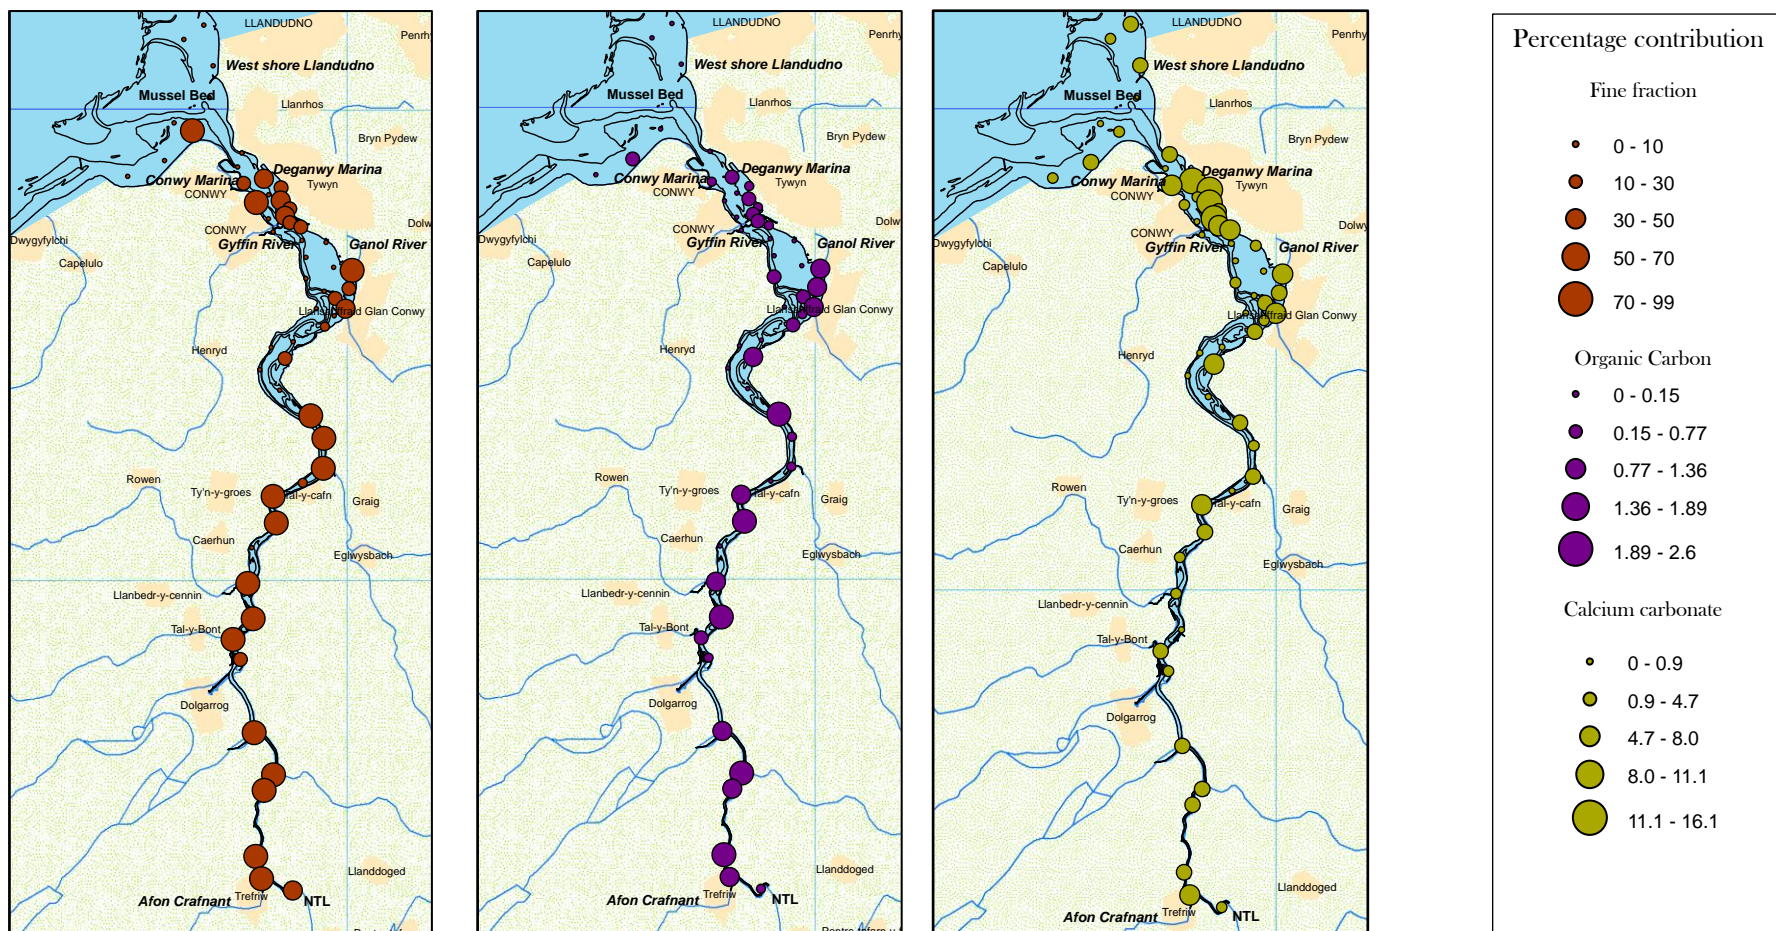 LLANDUDNO
Penrhy
West shore Llandudno
Mussel Bed
Llanrhos
Bryn Pydew
Deganwy Marina
Conwy Marina
Tywyn
CONWY
Dolw
CONWY
Gyffin River
Ganol River
Dwygyfylchi
Capelulo
Llansanffraid Glan Conwy
Henryd
Rowen
Ty'n-y-groes
Tal-y-cafn
Graig
Caerhun
Eglwysbach
Llanbedr-y-cennin
Tal-y-Bont
Dolgarrog
Llanddoged
Afon Crafnant
Trefriw
NTL
LLANDUDNO
Penrhy
West shore Llandudno
Mussel Bed
Llanrhos
Bryn Pydew
Deganwy Marina
Conwy Marina
Tywyn
CONWY
Dolw
CONWY
Gyffin River
Ganol River
Dwygyfylchi
Capelulo
Llansanffraid Glan Conwy
Henryd
Rowen
Ty'n-y-groes
Tal-y-cafn
Graig
Caerhun
Eglwysbach
Llanbedr-y-cennin
Tal-y-Bont
Dolgarrog
Llanddoged
Afon Crafnant
Trefriw
NTL
LLANDUDNO
Penrhy
West shore Llandudno
Mussel Bed
Llanrhos
Bryn Pydew
Deganwy Marina
Conwy Marina
Tywyn
CONWY
Dolwy
CONWY
Gyffin River
Ganol River
Dwygyfylchi
Capelulo
Llansanffraid Glan Conwy
Henryd
Rowen
Ty'n-y-groes
Tal-y-cafn
Graig
Caerhun
Eglwysbach
Llanbedr-y-cennin
Tal-y-Bont
Dolgarrog
Llanddoged
Afon Crafnant
Trefriw
NTL
Percentage contribution
Fine fraction
0 - 10
10 - 30
30 - 50
50 - 70
70 - 99
Organic Carbon
0 - 0.15
0.15 - 0.77
0.77 - 1.36
1.36 - 1.89
1.89 - 2.6
Calcium carbonate
0 - 0.9
0.9 - 4.7
4.7 - 8.0
8.0 - 11.1
11.1 - 16.1